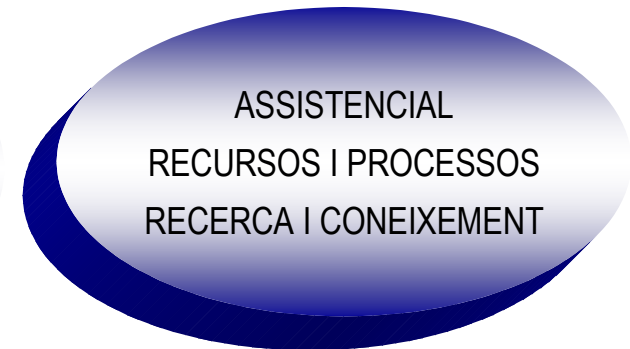 ASSISTENCIAL
RECURSOS I PROCESSOS
RECERCA I CONEIXEMENT